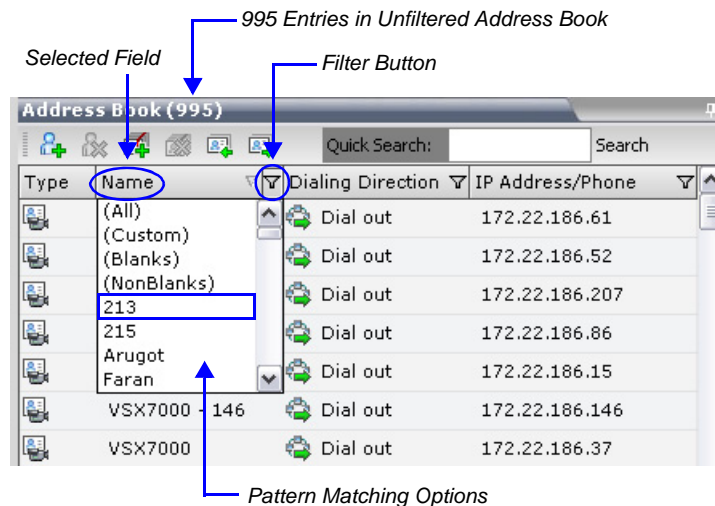 995 Entries in Unfiltered Address Book
Selected Field
Filter Button
Address Book (995)
Quick Search:
Search
Type Name Dialing Direction IP Address/Phone
(All)
(Custom)
(Blanks)
(NonBlanks)
213
215
Arugot
Faran
Dial out 172.22.186.61
Dial out 172.22.186.52
Dial out 172.22.186.207
Dial out 172.22.186.86
Dial out 172.22.186.15
VSX7000 - 146 Dial out 172.22.186.146
VSX7000 Dial out 172.22.186.37
Pattern Matching Options